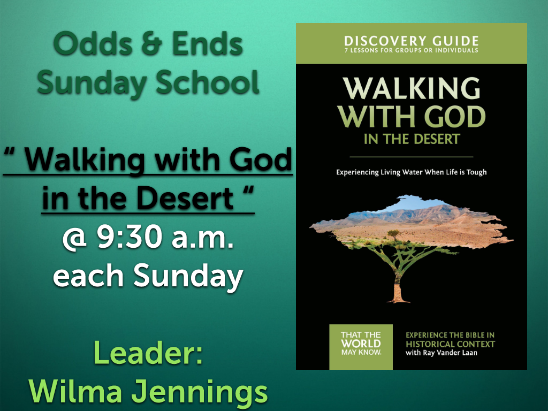 Odds & Ends
Sunday School
“ Walking with God
in the Desert “
@ 9:30 a.m.
each Sunday
Leader:
Wilma Jennings
DISCOVERY GUIDE
7 LESSONS FOR GROUPS OR INDIVIDUALS
WALKING
WITH GOD
IN THE DESERT
Experiencing Living Water When Life is Tough
THAT THE
WORLD
MAY KNOW.
EXPERIENCE THE BIBLE IN
HISTORICAL CONTEXT
with Ray Vander Laan